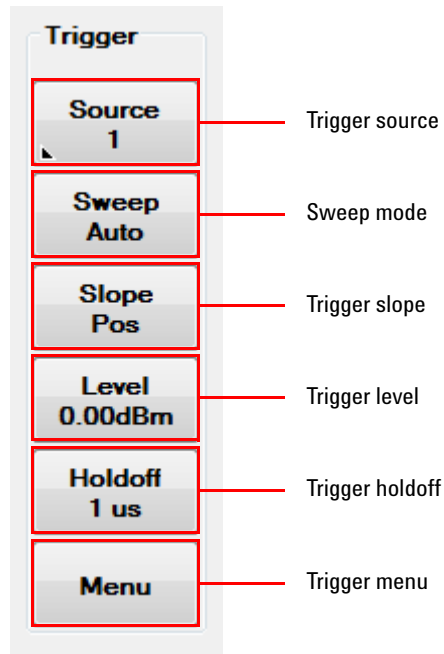 Trigger
Source
1
Trigger source
Sweep
Auto
Sweep mode
Slope
Pos
Trigger slope
Level
0.00dBm
Trigger level
Holdoff
1 us
Trigger holdoff
Menu
Trigger menu